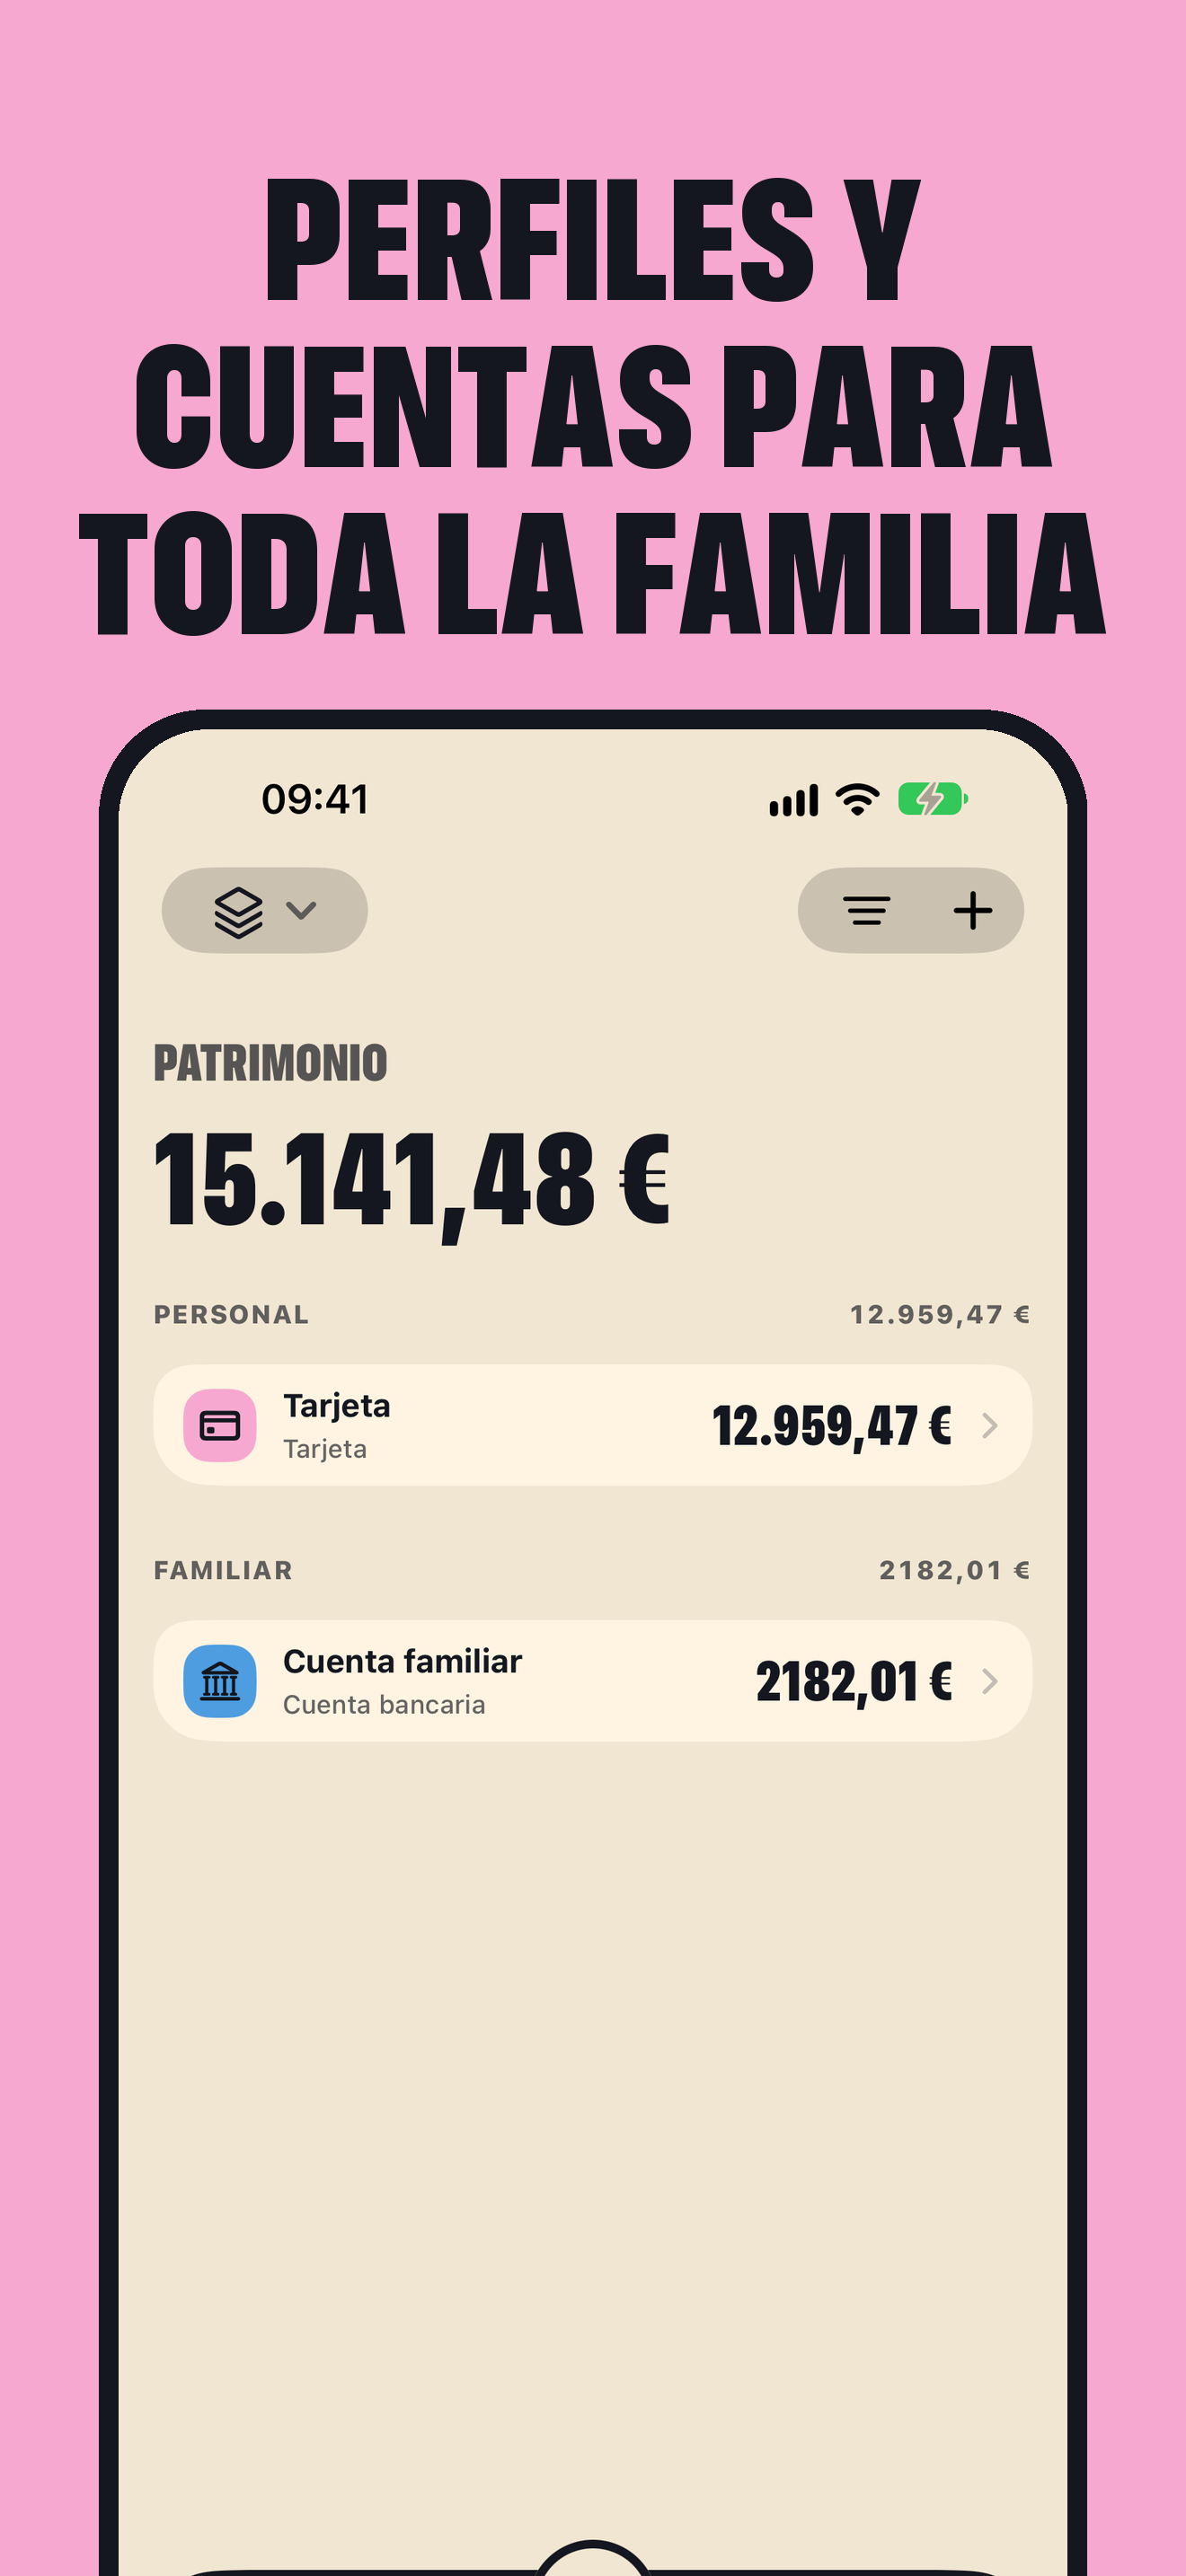 PERFILES Y
CUENTAS PARA
TODA LA FAMILIA
09:41
PATRIMONIO
15.141,48 €
PERSONAL 12.959,47 €
Tarjeta
Tarjeta
12.959,47 €
FAMILIAR 2182,01 €
Cuenta familiar
Cuenta bancaria
2182,01 €